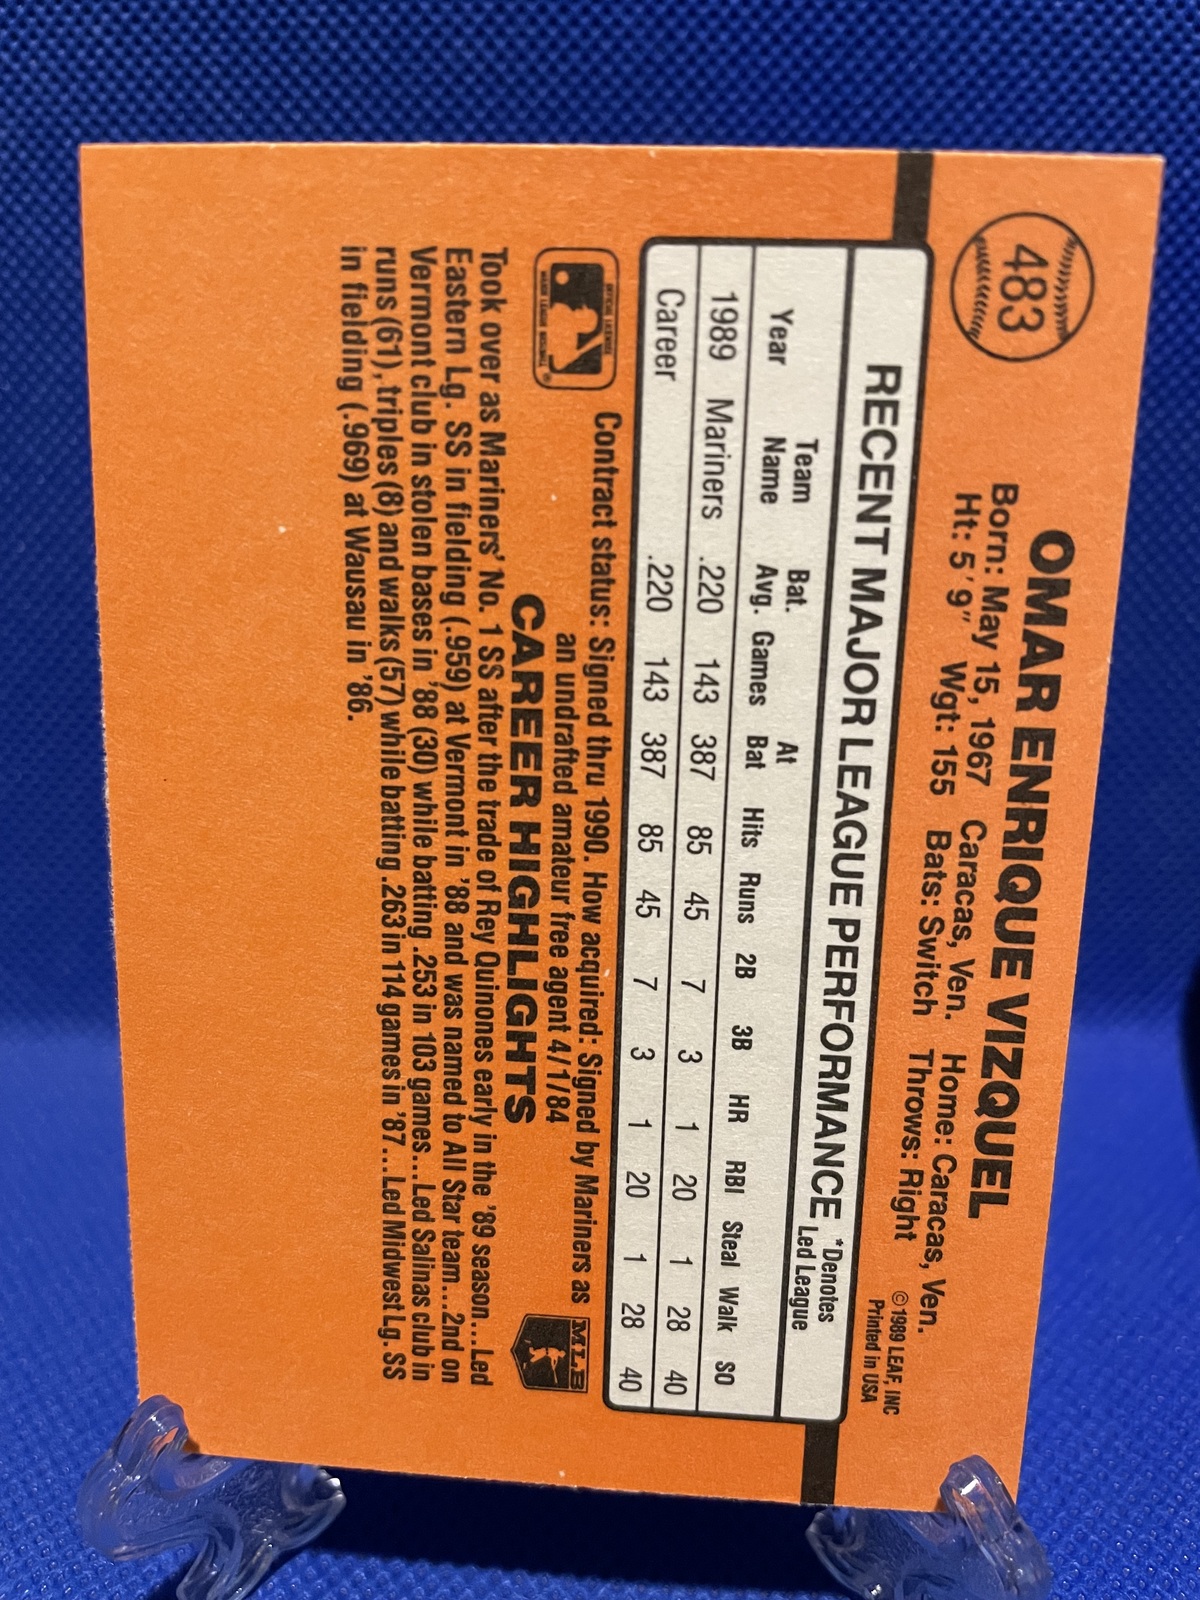 483
OMAR ENRIQUE VIZQUEL
Born: May 15, 1967 Caracas, Ven. Home: Caracas, Ven.
Ht: 5' 9" Wgt: 155 Bats: Switch Throws: Right
© 1989 LEAF, INC
Printed in USA
RECENT MAJOR LEAGUE PERFORMANCE *Denotes Led League
Year Team Name Bat. Avg. Games At Bat Hits Runs 2B 3B HR RBI Steal Walk SO
1989 Mariners .220 143 387 85 45 7 3 1 20 1 28 40
Career .220 143 387 85 45 7 3 1 20 1 28 40
Contract status: Signed thru 1990. How acquired: Signed by Mariners as
an undrafted amateur free agent 4/1/84
MLB
CAREER HIGHLIGHTS
Took over as Mariners' No. 1 SS after the trade of Rey Quinones early in the '89 season...Led
Eastern Lg. SS in fielding (.959) at Vermont in '88 and was named to All Star team...2nd on
Vermont club in stolen bases in '88 (30) while batting .253 in 103 games...Led Salinas club in
runs (61), triples (8) and walks (57) while batting .263 in 114 games in '87...Led Midwest Lg. SS
in fielding (.969) at Wausau in '86.